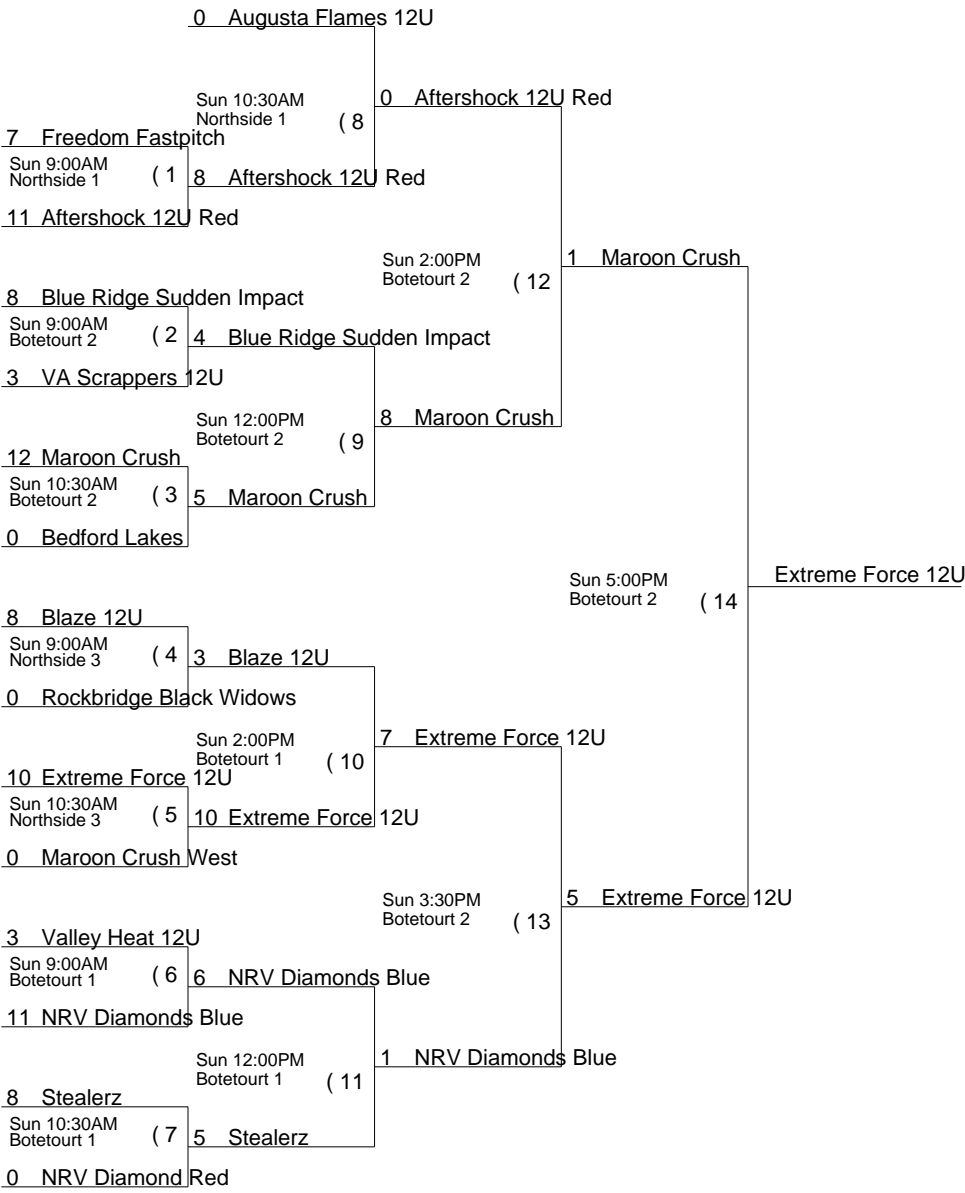 0 Augusta Flames 12U
Sun 10:30AM
Northside 1
( 8
0 Aftershock 12U Red
7 Freedom Fastpitch
Sun 9:00AM
Northside 1
( 1
8 Aftershock 12U Red
11 Aftershock 12U Red
Sun 2:00PM
Botetourt 2
( 12
1 Maroon Crush
8 Blue Ridge Sudden Impact
Sun 9:00AM
Botetourt 2
( 2
4 Blue Ridge Sudden Impact
3 VA Scrappers 12U
Sun 12:00PM
Botetourt 2
( 9
8 Maroon Crush
12 Maroon Crush
Sun 10:30AM
Botetourt 2
( 3
5 Maroon Crush
0 Bedford Lakes
Sun 5:00PM
Botetourt 2
( 14
Extreme Force 12U
8 Blaze 12U
Sun 9:00AM
Northside 3
( 4
3 Blaze 12U
0 Rockbridge Black Widows
Sun 2:00PM
Botetourt 1
( 10
7 Extreme Force 12U
10 Extreme Force 12U
Sun 10:30AM
Northside 3
( 5
10 Extreme Force 12U
0 Maroon Crush West
Sun 3:30PM
Botetourt 2
( 13
5 Extreme Force 12U
3 Valley Heat 12U
Sun 9:00AM
Botetourt 1
( 6
6 NRV Diamonds Blue
11 NRV Diamonds Blue
Sun 12:00PM
Botetourt 1
( 11
1 NRV Diamonds Blue
8 Stealerz
Sun 10:30AM
Botetourt 1
( 7
5 Stealerz
0 NRV Diamond Red